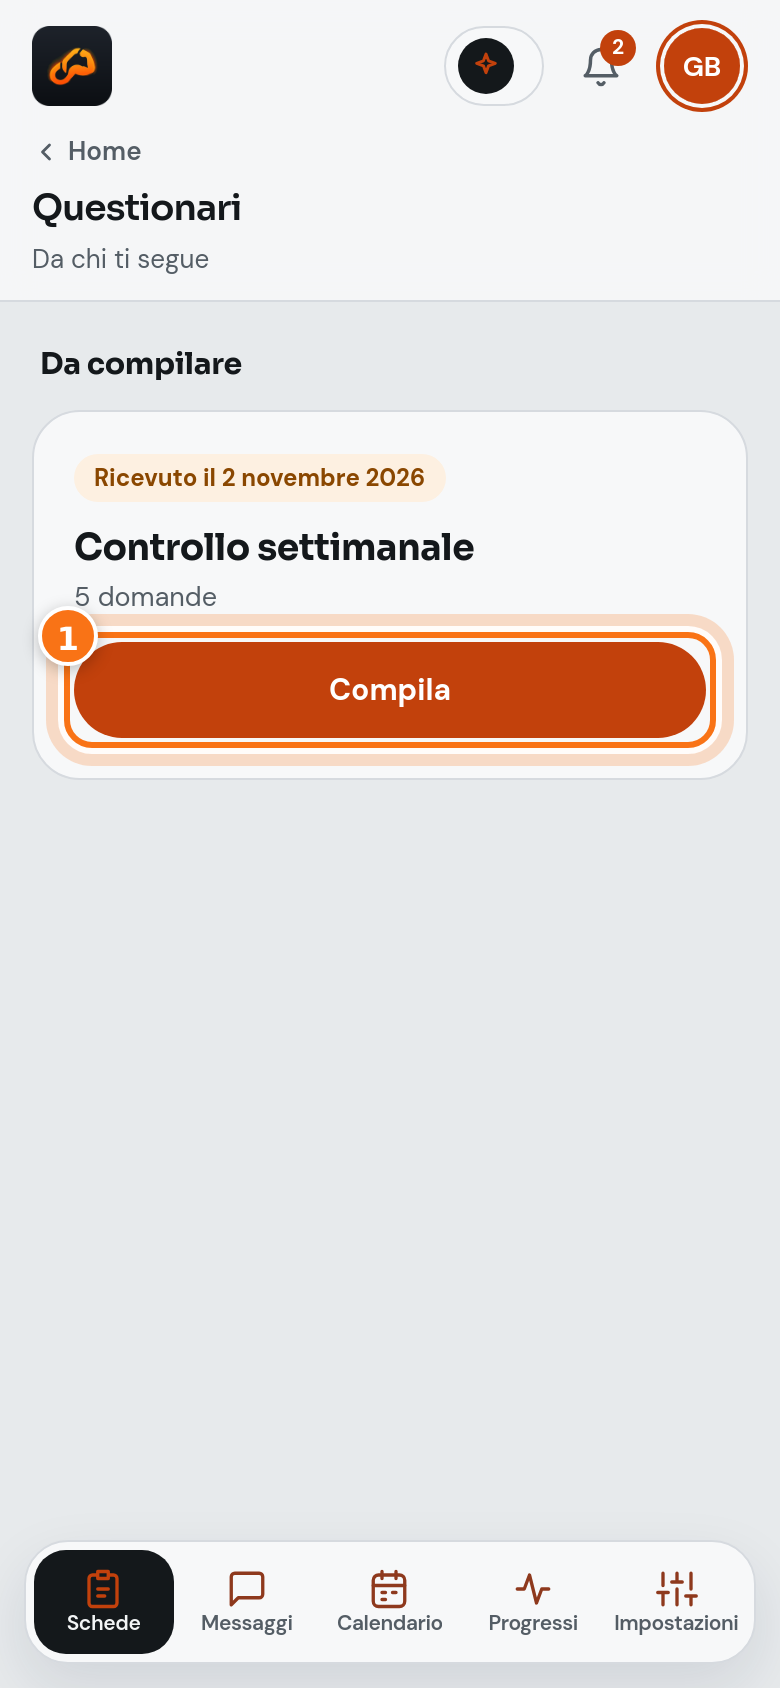 2
GB
Home
Questionari
Da chi ti segue
Da compilare
Ricevuto il 2 novembre 2026
Controllo settimanale
5 domande
1
Compila
Schede
Messaggi
Calendario
Progressi
Impostazioni